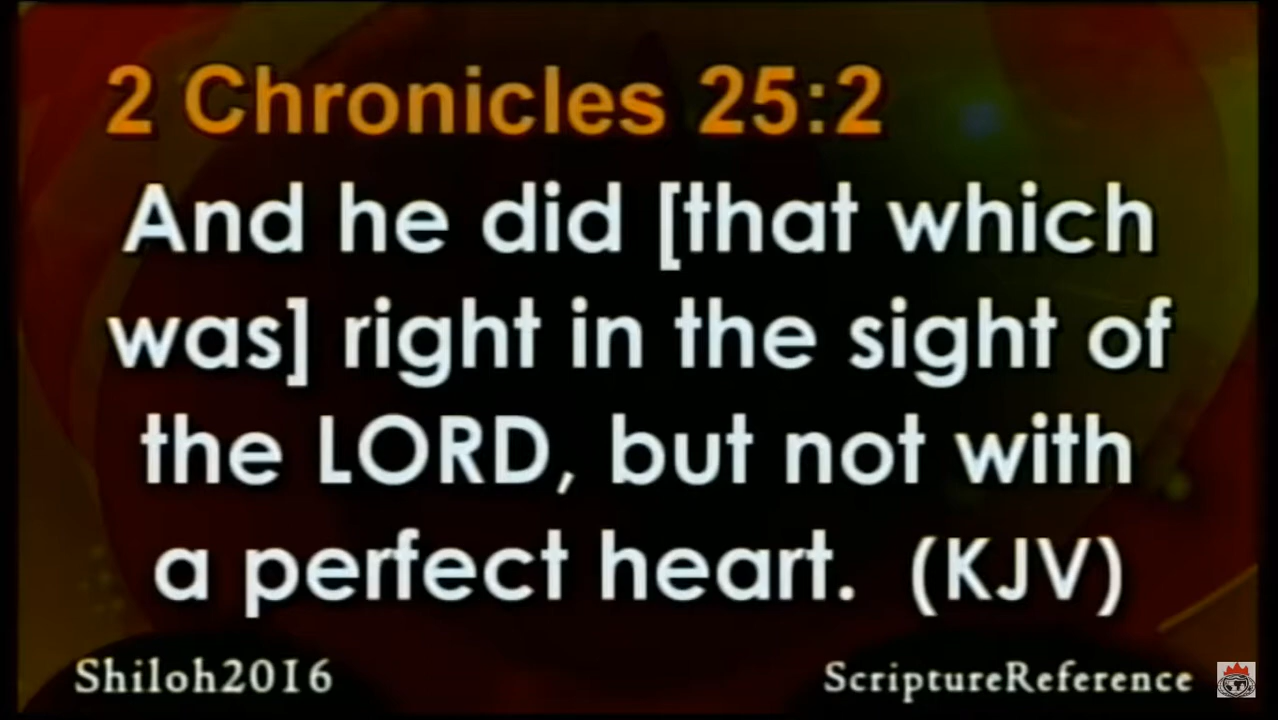 2 Chronicles 25:2
And he did [that which
was] right in the sight of
the LORD, but not with
a perfect heart. (KJV)
Shiloh2016
ScriptureReference